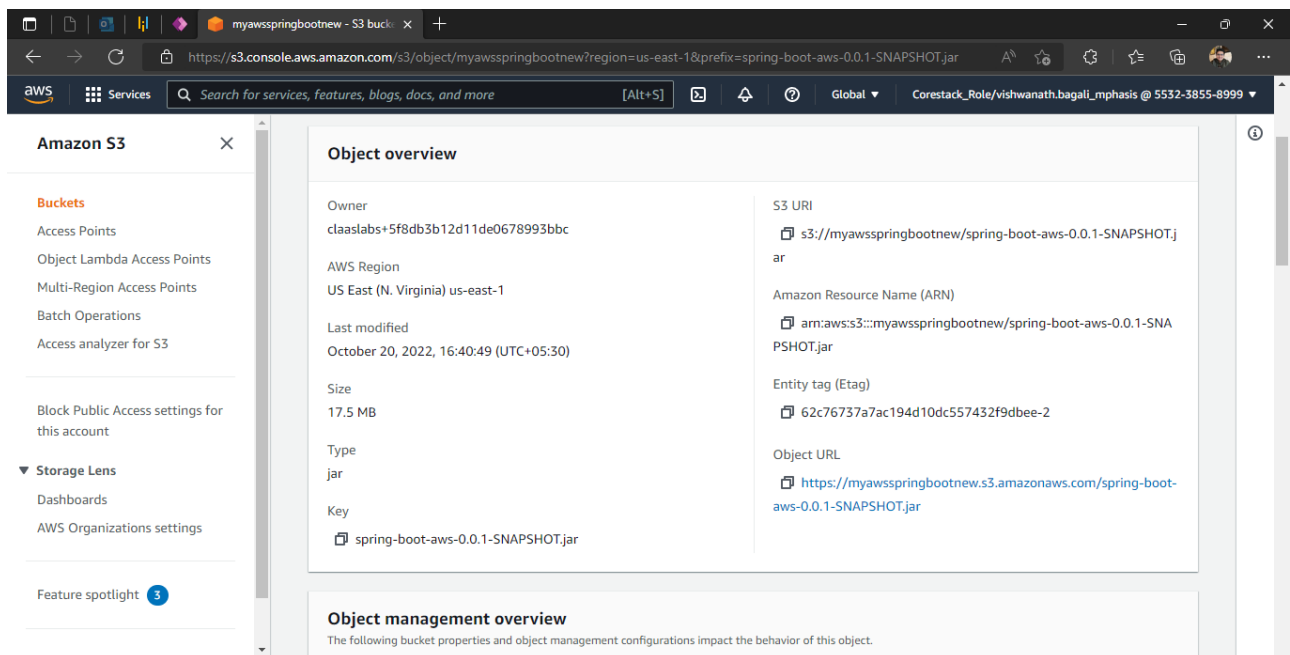 myawsspringbootnew - S3 bucke
https://s3.console.aws.amazon.com/s3/object/myawsspringbootnew?region=us-east-1&prefix=spring-boot-aws-0.0.1-SNAPSHOT.jar
aws
Services
Search for services, features, blogs, docs, and more
[Alt+S]
Global
Corestack_Role/vishwanath.bagali_mphasis @ 5532-3855-8999
Amazon S3
Buckets
Access Points
Object Lambda Access Points
Multi-Region Access Points
Batch Operations
Access analyzer for S3
Block Public Access settings for
this account
Storage Lens
Dashboards
AWS Organizations settings
Feature spotlight 3
Object overview
Owner
claaslabs+5f8db3b12d11de0678993bbc
AWS Region
US East (N. Virginia) us-east-1
Last modified
October 20, 2022, 16:40:49 (UTC+05:30)
Size
17.5 MB
Type
jar
Key
spring-boot-aws-0.0.1-SNAPSHOT.jar
S3 URI
s3://myawsspringbootnew/spring-boot-aws-0.0.1-SNAPSHOT.j
ar
Amazon Resource Name (ARN)
arn:aws:s3:::myawsspringbootnew/spring-boot-aws-0.0.1-SNA
PSHOT.jar
Entity tag (Etag)
62c76737a7ac194d10dc557432f9dbee-2
Object URL
https://myawsspringbootnew.s3.amazonaws.com/spring-boot-
aws-0.0.1-SNAPSHOT.jar
Object management overview
The following bucket properties and object management configurations impact the behavior of this object.